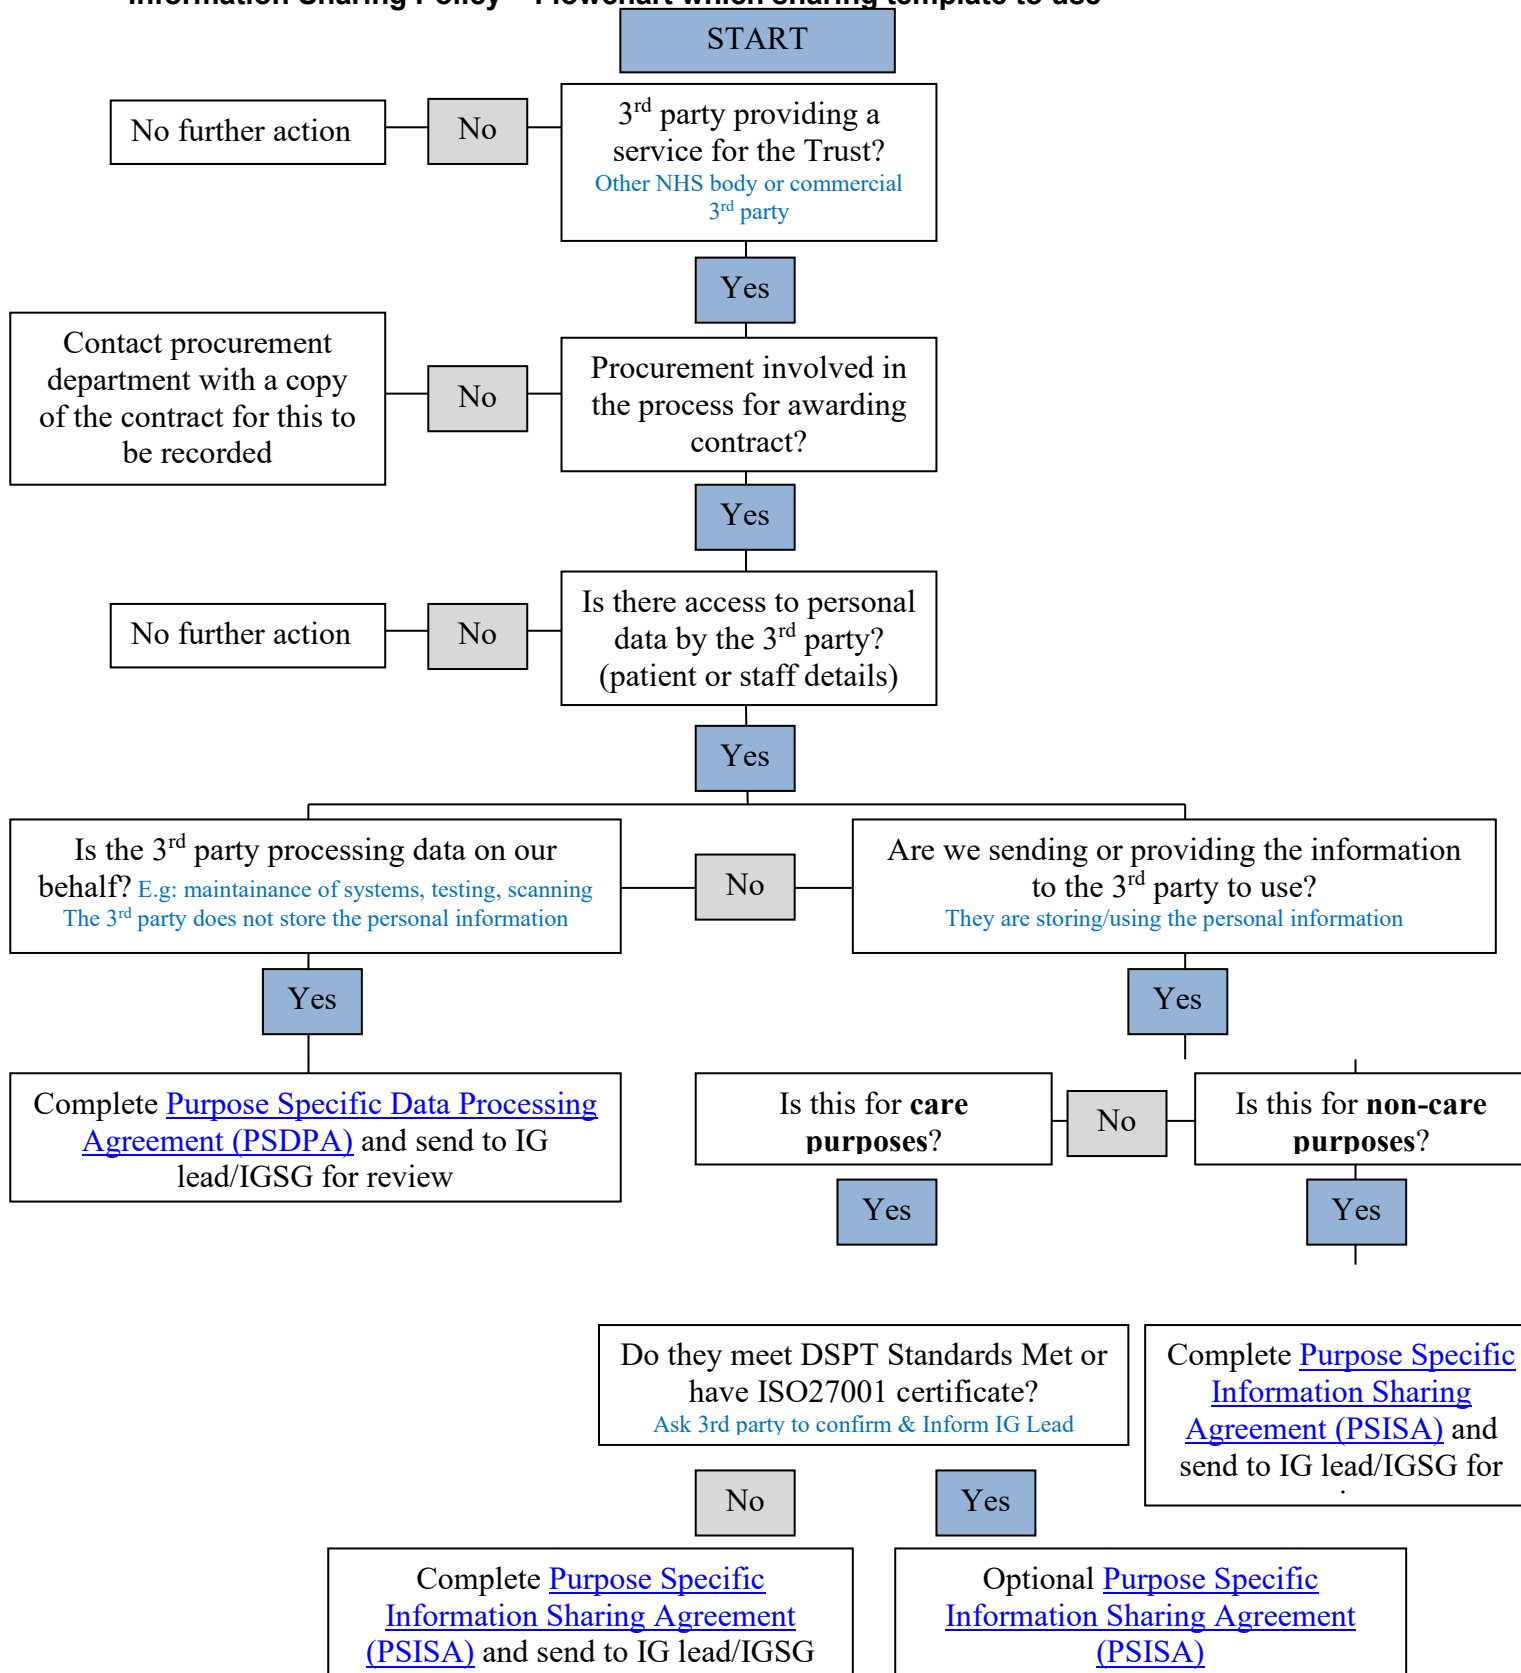 Information Sharing Policy – Flowchart which sharing template to use
START
No further action
No
3rd party providing a
service for the Trust?
Other NHS body or commercial
3rd party
Yes
Contact procurement
department with a copy
of the contract for this to
be recorded
No
Procurement involved in
the process for awarding
contract?
Yes
No further action
No
Is there access to personal
data by the 3rd party?
(patient or staff details)
Yes
Is the 3rd party processing data on our
behalf? E.g: maintainance of systems, testing, scanning
The 3rd party does not store the personal information
No
Are we sending or providing the information
to the 3rd party to use?
They are storing/using the personal information
Yes
Yes
Complete Purpose Specific Data Processing
Agreement (PSDPA) and send to IG
lead/IGSG for review
Is this for care
purposes?
No
Is this for non-care
purposes?
Yes
Yes
Do they meet DSPT Standards Met or
have ISO27001 certificate?
Ask 3rd party to confirm & Inform IG Lead
Complete Purpose Specific
Information Sharing
Agreement (PSISA) and
send to IG lead/IGSG for
No
Yes
Complete Purpose Specific
Information Sharing Agreement
(PSISA) and send to IG lead/IGSG
Optional Purpose Specific
Information Sharing Agreement
(PSISA)